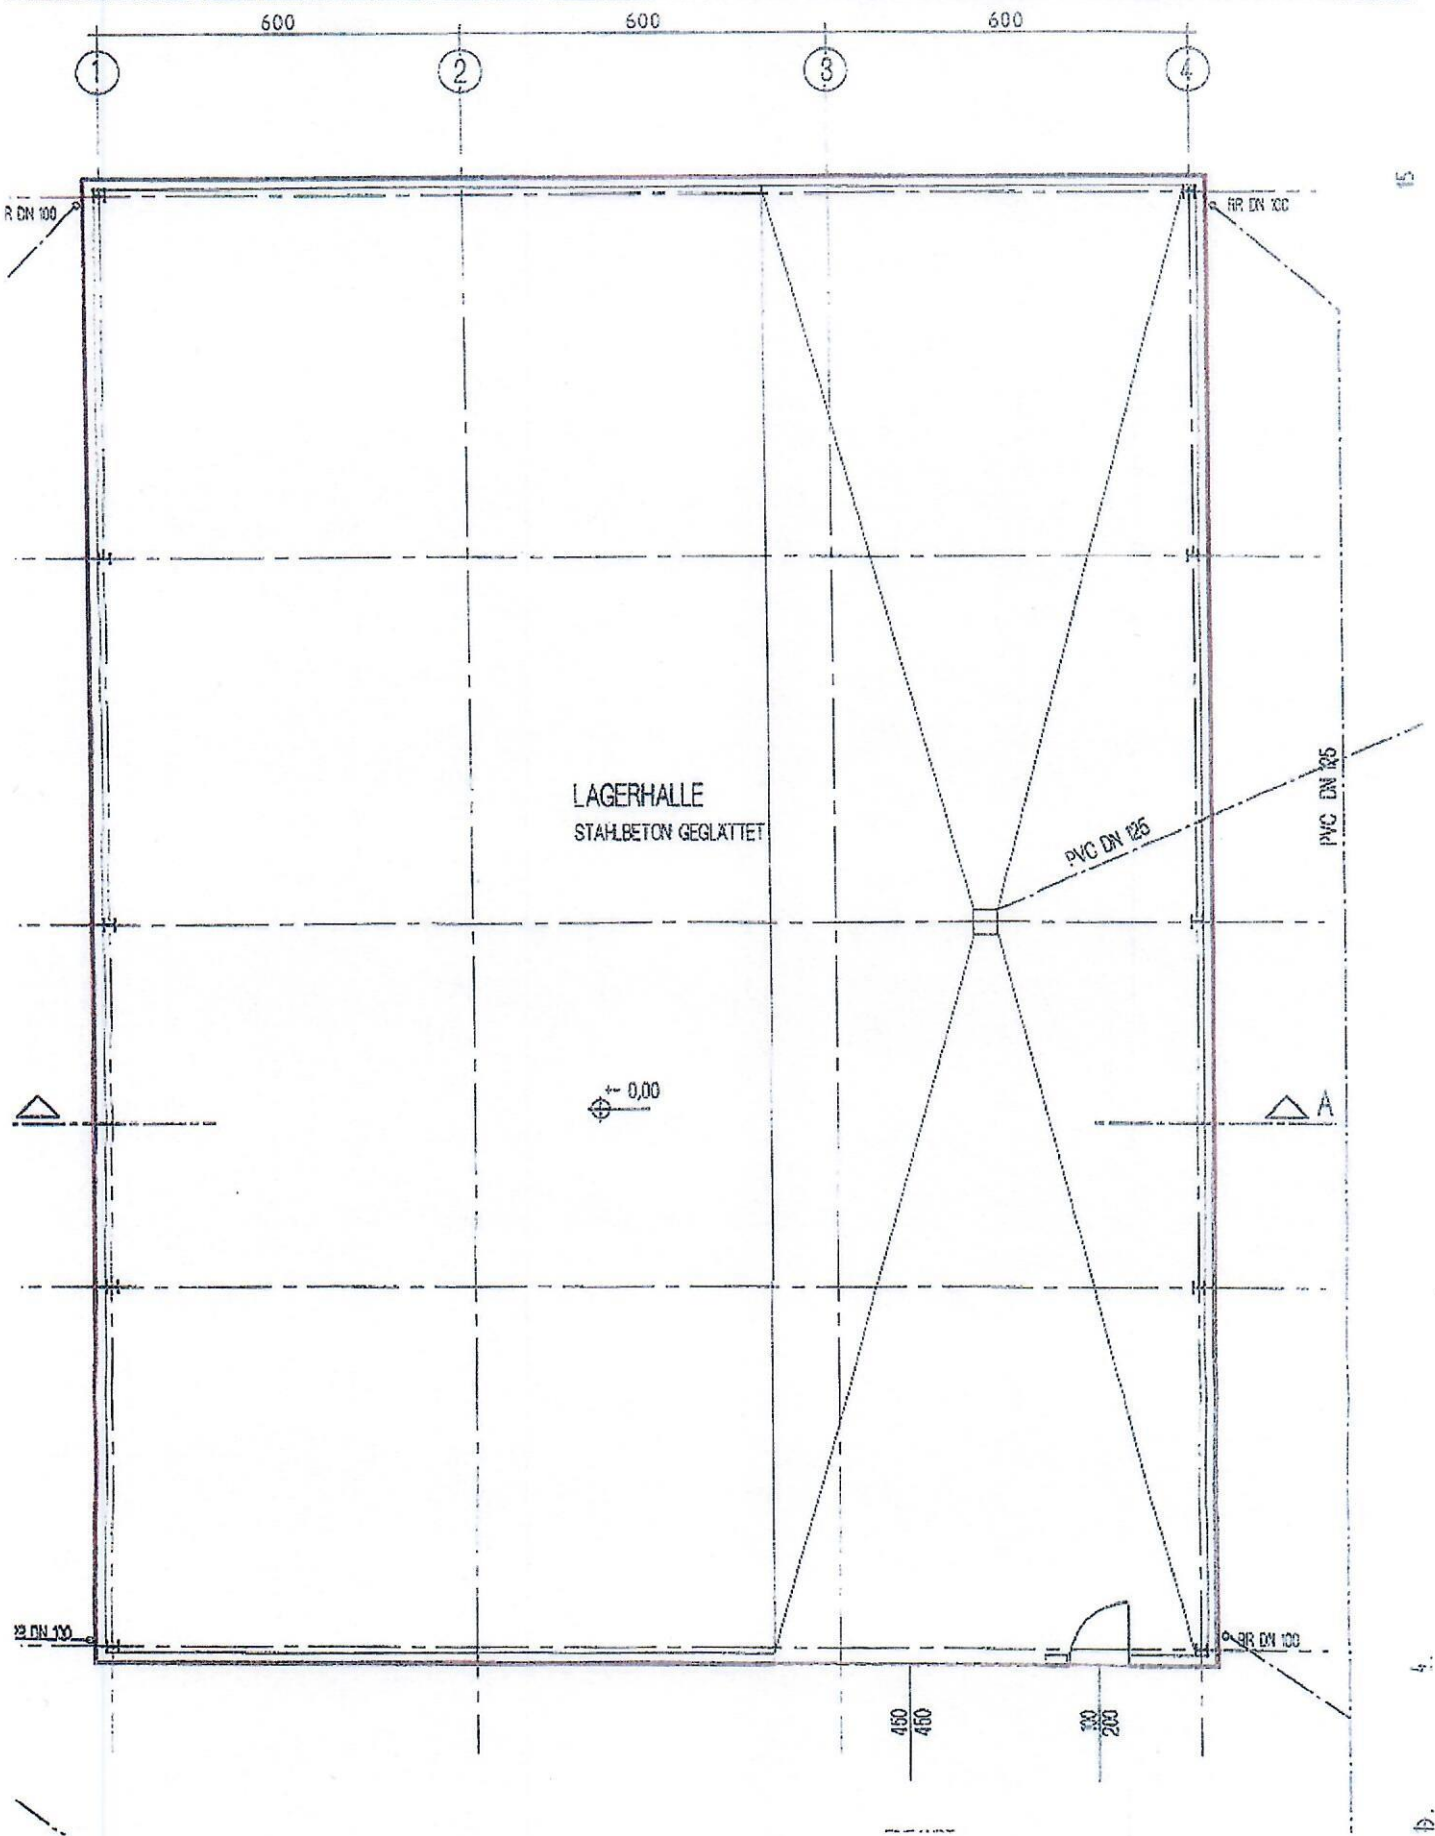 600 600 600
1 2 3 4
15
R DN 100
RR DN 100
LAGERHALLE
STAHLBETON GEGLÄTTET
PVC DN 125
PVC DN 125
+- 0,00
A
DN 100
RR DN 100
450
450
100
200